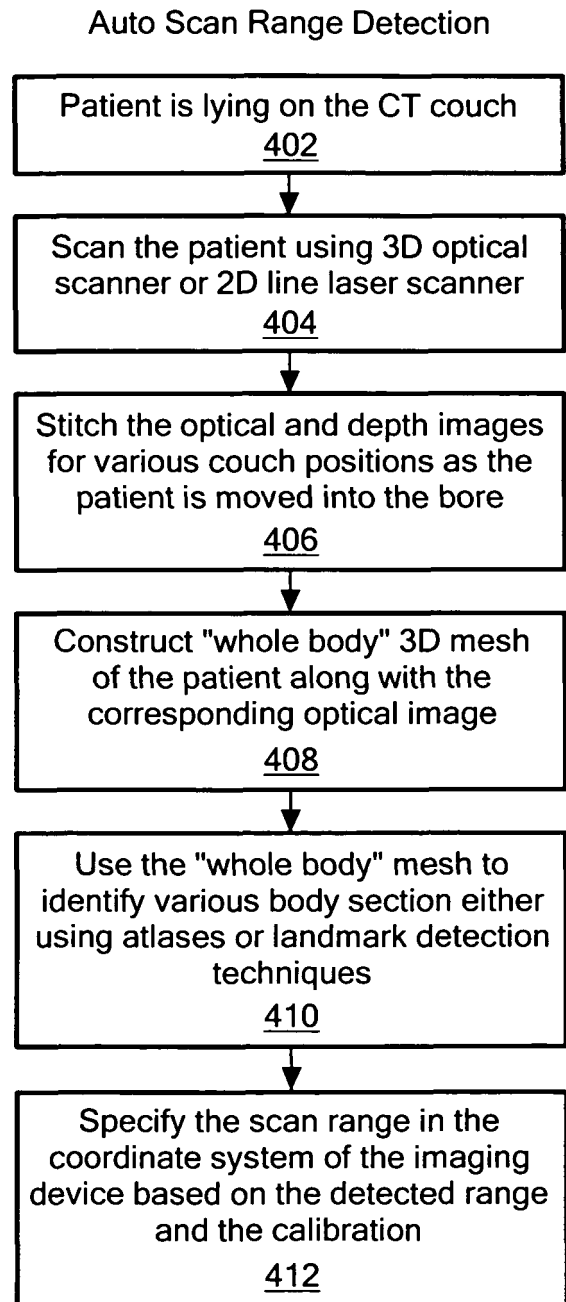 Auto Scan Range Detection
Patient is lying on the CT couch
402
Scan the patient using 3D optical
scanner or 2D line laser scanner
404
Stitch the optical and depth images
for various couch positions as the
patient is moved into the bore
406
Construct "whole body" 3D mesh
of the patient along with the
corresponding optical image
408
Use the "whole body" mesh to
identify various body section either
using atlases or landmark detection
techniques
410
Specify the scan range in the
coordinate system of the imaging
device based on the detected range
and the calibration
412